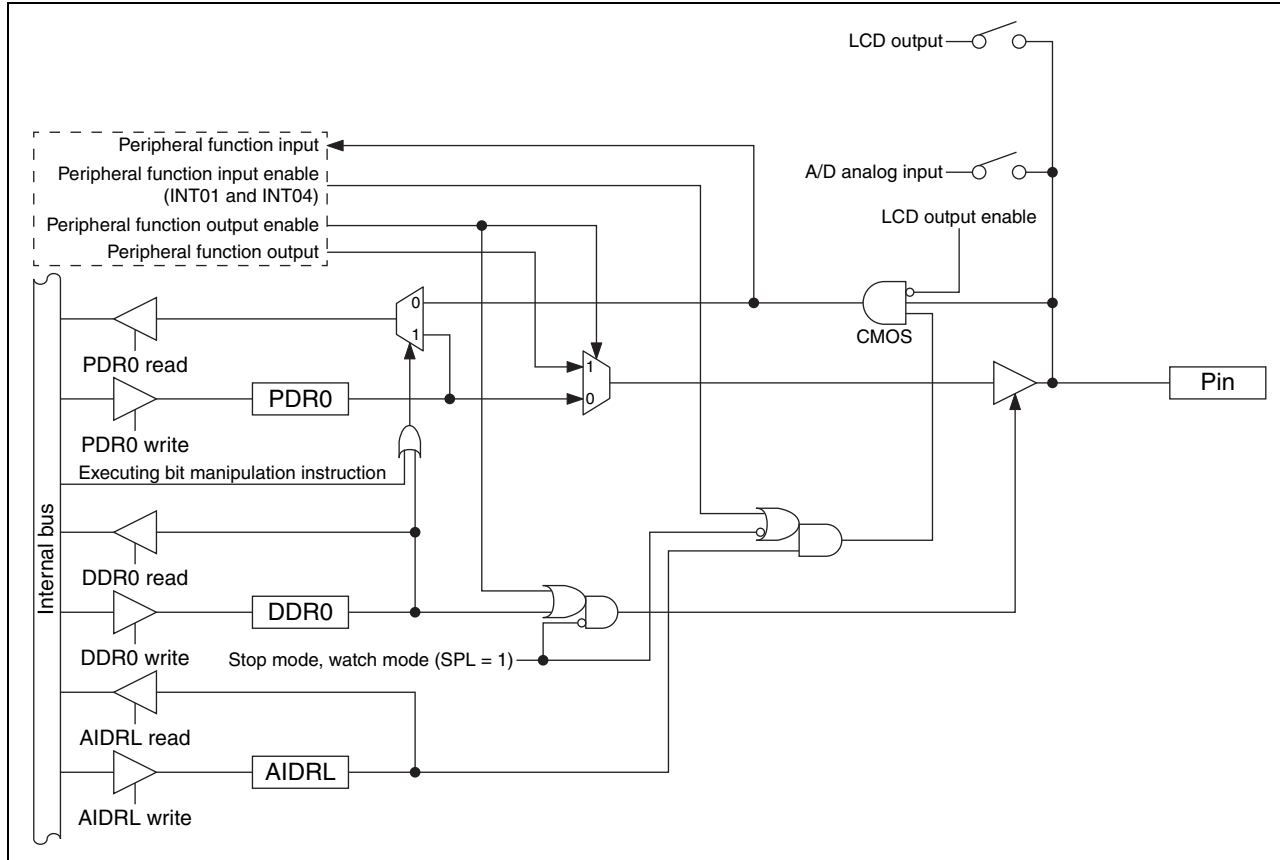 LCD output
Peripheral function input
Peripheral function input enable
(INT01 and INT04)
A/D analog input
Peripheral function output enable
LCD output enable
Peripheral function output
0
1
CMOS
PDR0 read
1
Pin
PDR0
0
PDR0 write
Executing bit manipulation instruction
Internal bus
DDR0 read
DDR0
DDR0 write
Stop mode, watch mode (SPL = 1)
AIDRL read
AIDRL
AIDRL write